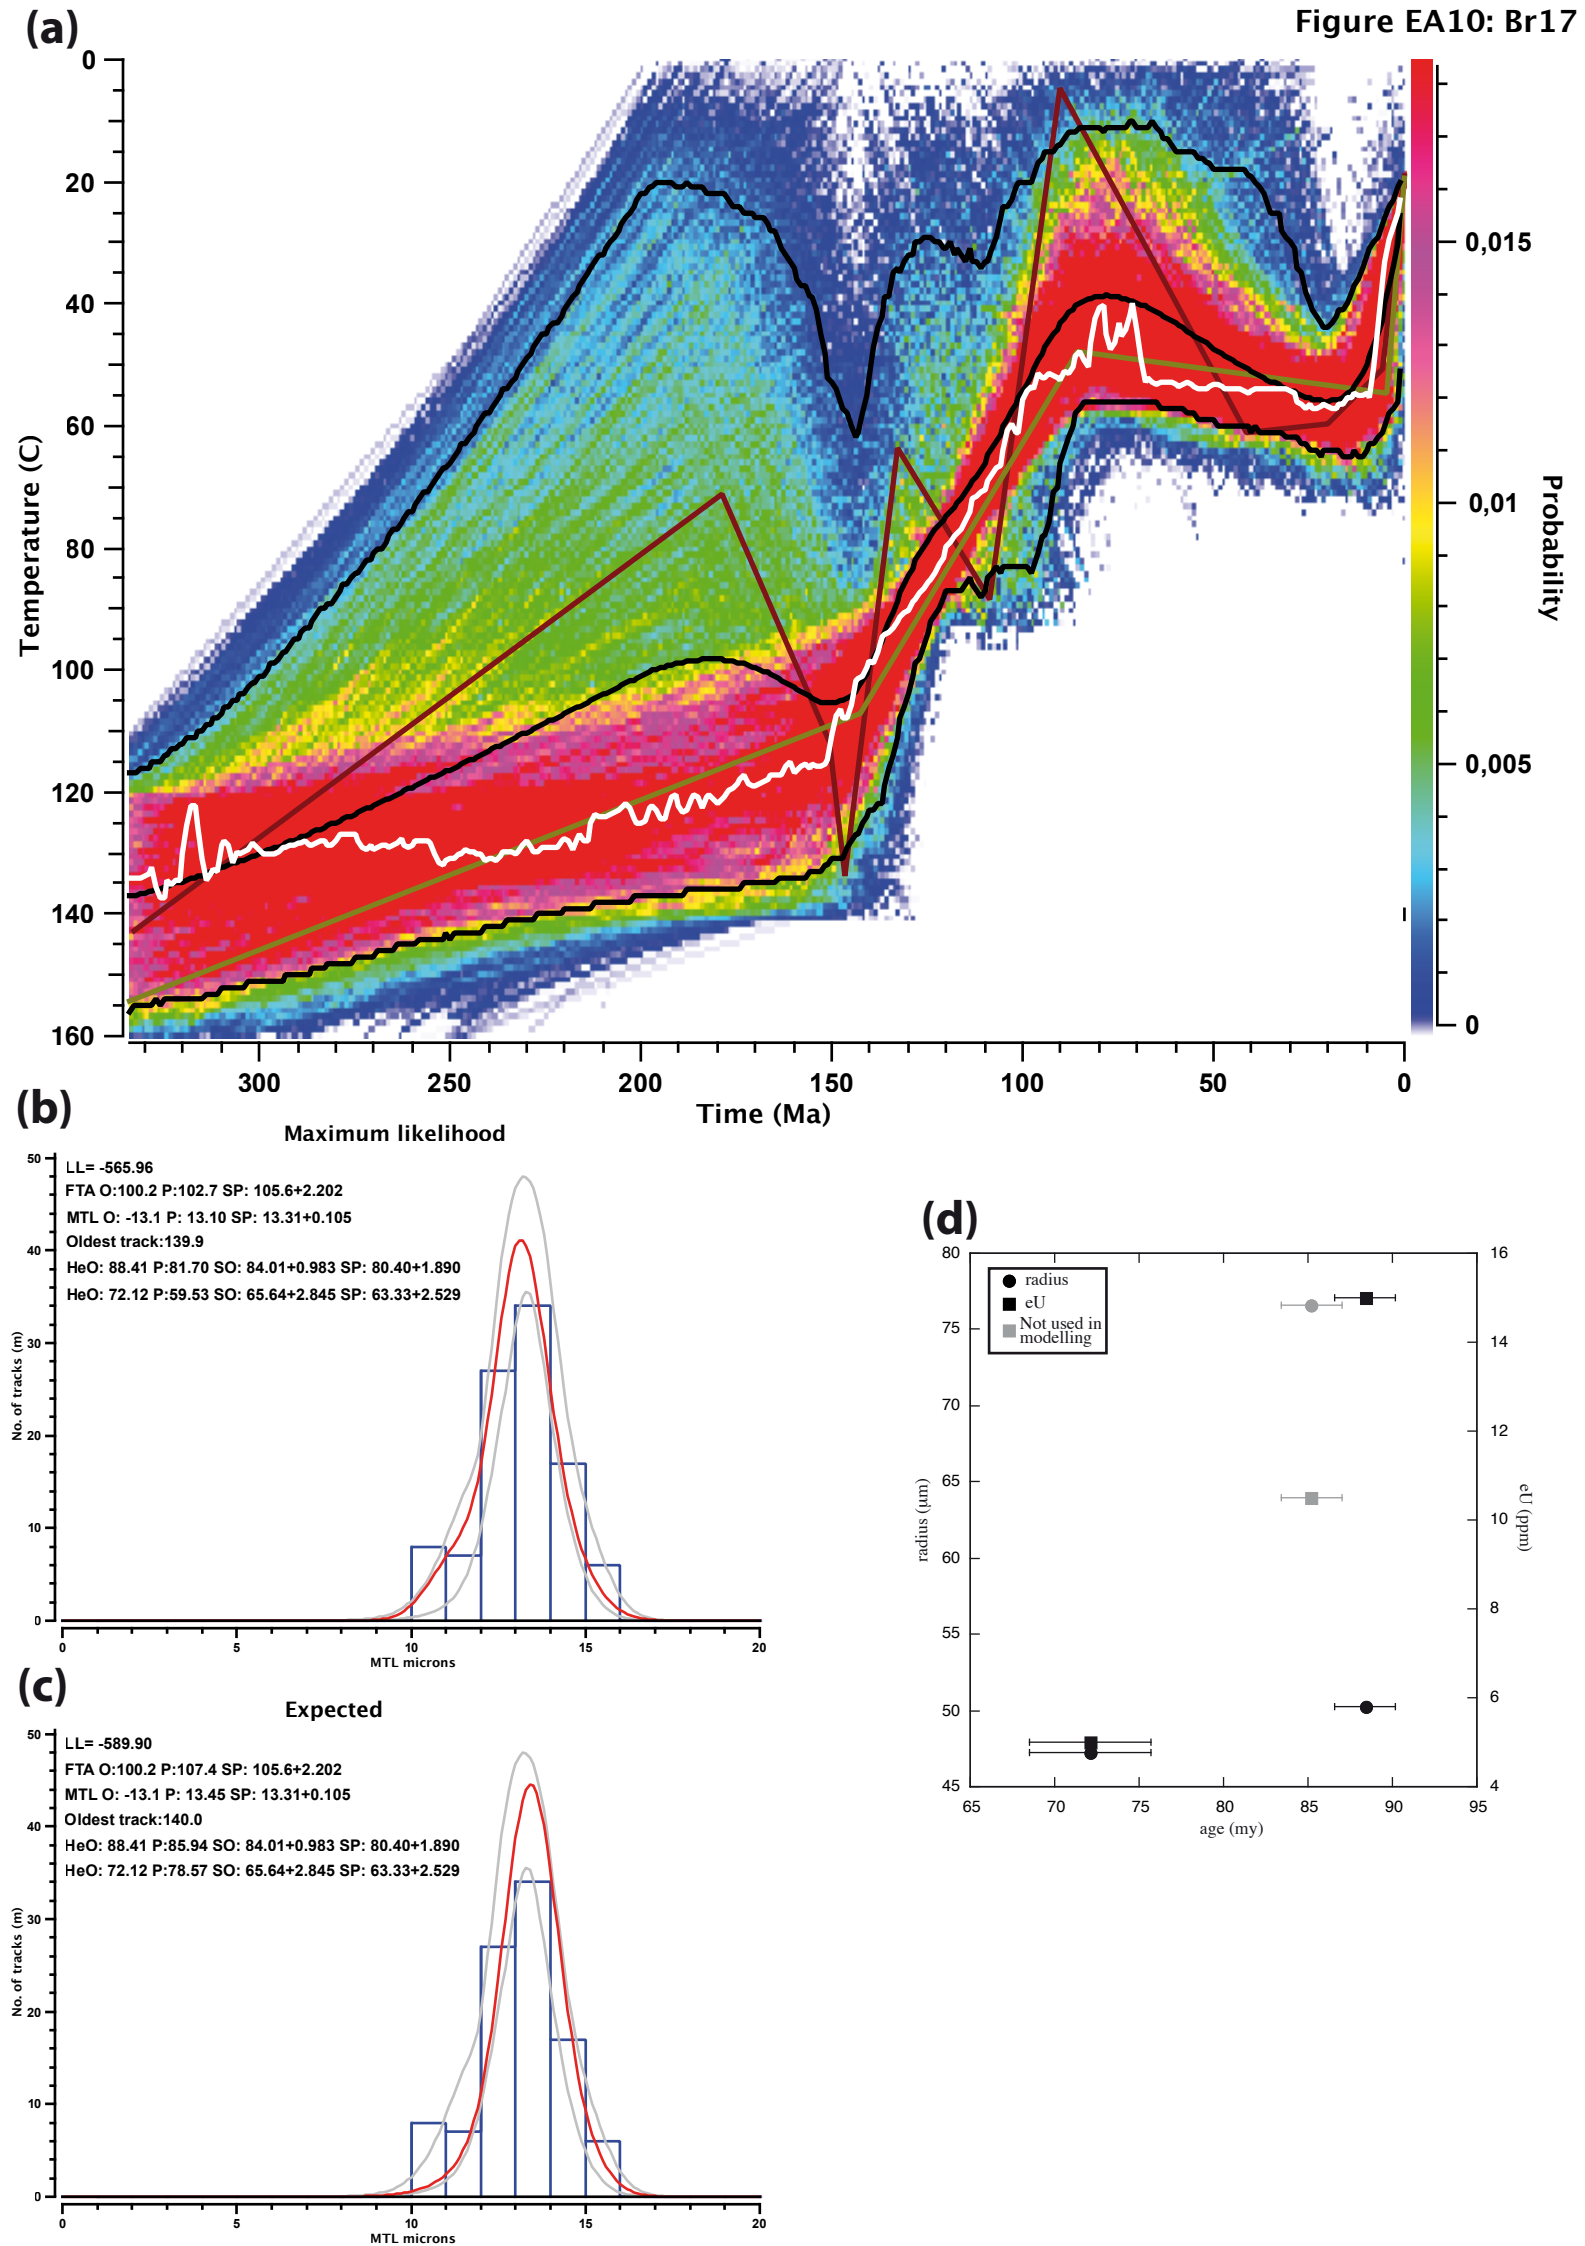 (a)
Figure EA10: Br17
0
20
40
60
80
100
120
140
160
Temperature (C)
300
250
200
150
100
50
0
Time (Ma)
0,015
0,01
0,005
0
Probability
(b)
Maximum likelihood
50
40
30
20
10
0
No. of tracks (m)
LL= -565.96
FTA O:100.2 P:102.7 SP: 105.6+2.202
MTL O: -13.1 P: 13.10 SP: 13.31+0.105
Oldest track:139.9
HeO: 88.41 P:81.70 SO: 84.01+0.983 SP: 80.40+1.890
HeO: 72.12 P:59.53 SO: 65.64+2.845 SP: 63.33+2.529
0
5
10
15
20
MTL microns
(c)
Expected
50
40
30
20
10
0
No. of tracks (m)
LL= -589.90
FTA O:100.2 P:107.4 SP: 105.6+2.202
MTL O: -13.1 P: 13.45 SP: 13.31+0.105
Oldest track:140.0
HeO: 88.41 P:85.94 SO: 84.01+0.983 SP: 80.40+1.890
HeO: 72.12 P:78.57 SO: 65.64+2.845 SP: 63.33+2.529
0
5
10
15
20
MTL microns
(d)
80
75
70
65
60
55
50
45
radius (µm)
radius
eU
Not used in
modelling
16
14
12
10
8
6
4
eU (ppm)
65
70
75
80
85
90
95
age (my)